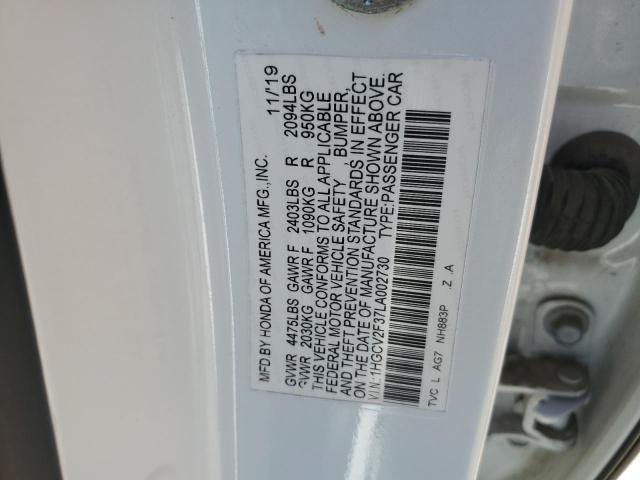 MFD BY HONDA OF AMERICA MFG.,INC. 11/'19
GVWR 4475LBS GAWR F 2403LBS R 2094LBS
GVWR 2030KG GAWR F 1090KG R 950KG
THIS VEHICLE CONFORMS TO ALL APPLICABLE
FEDERAL MOTOR VEHICLE SAFETY , BUMPER,
AND THEFT PREVENTION STANDARDS IN EFFECT
ON THE DATE OF MANUFACTURE SHOWN ABOVE.
V.I.N:1HGCV2F37LA002730 TYPE:PASSENGER CAR
TVC L AG7 NH883P .Z .A